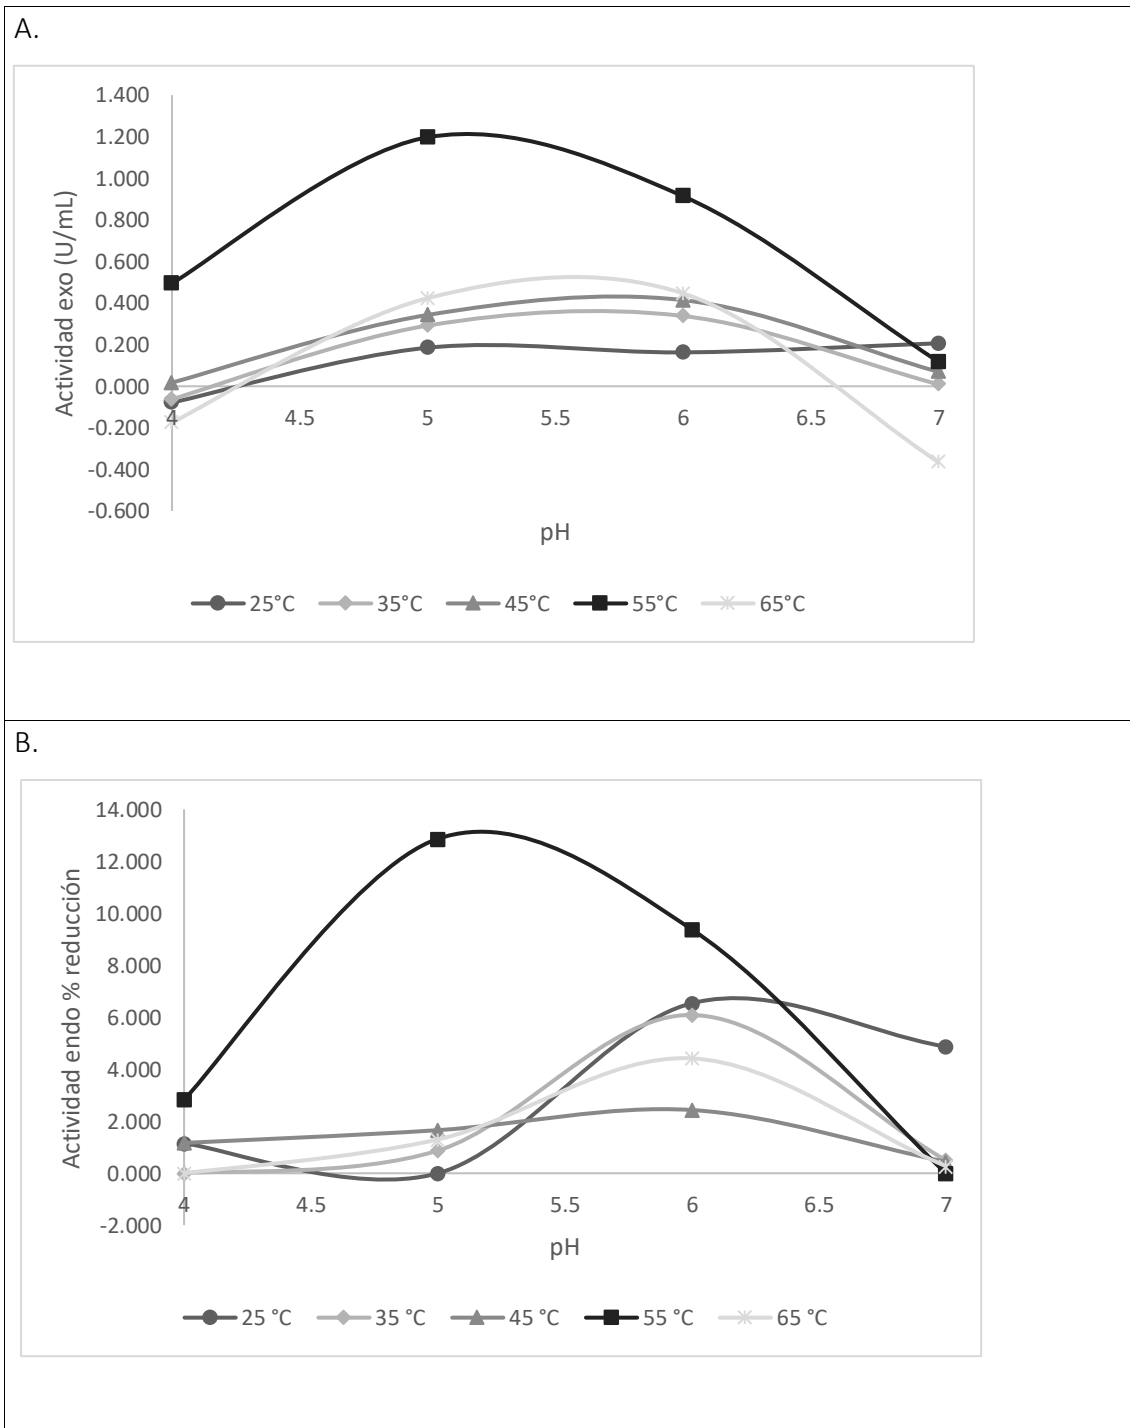 A.
1.400
1.200
1.000
0.800
0.600
0.400
0.200
0.000
-0.200
-0.400
-0.600
Actividad exo (U/mL)
4 4.5 5 5.5 6 6.5 7
pH
25°C 35°C 45°C 55°C 65°C
B.
14.000
12.000
10.000
8.000
6.000
4.000
2.000
0.000
-2.000
Actividad endo % reducción
4 4.5 5 5.5 6 6.5 7
pH
25 °C 35 °C 45 °C 55 °C 65 °C